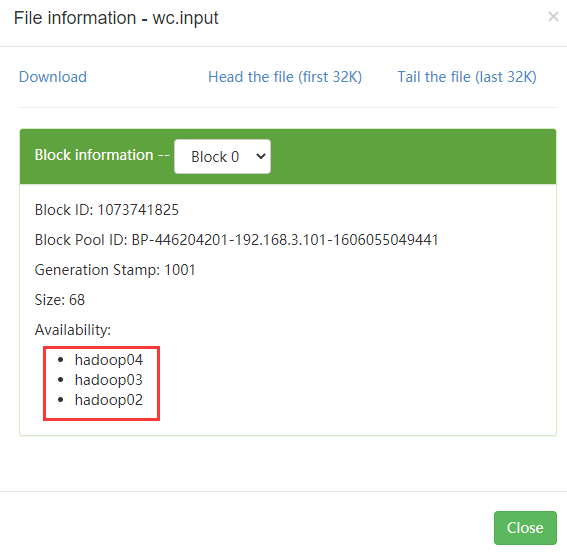 File information - wc.input ×
Download Head the file (first 32K) Tail the file (last 32K)
Block information -- Block 0
Block ID: 1073741825
Block Pool ID: BP-446204201-192.168.3.101-1606055049441
Generation Stamp: 1001
Size: 68
Availability:
• hadoop04
• hadoop03
• hadoop02
Close